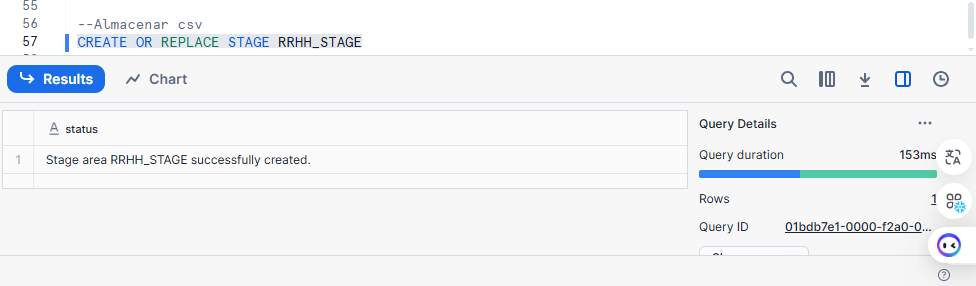 55
56 --Almacenar csv
57 CREATE OR REPLACE STAGE RRHH_STAGE
Results Chart
A status
Query Details ...
1 Stage area RRHH_STAGE successfully created.
Query duration 153ms
Rows 1
Query ID 01bdb7e1-0000-f2a0-0...